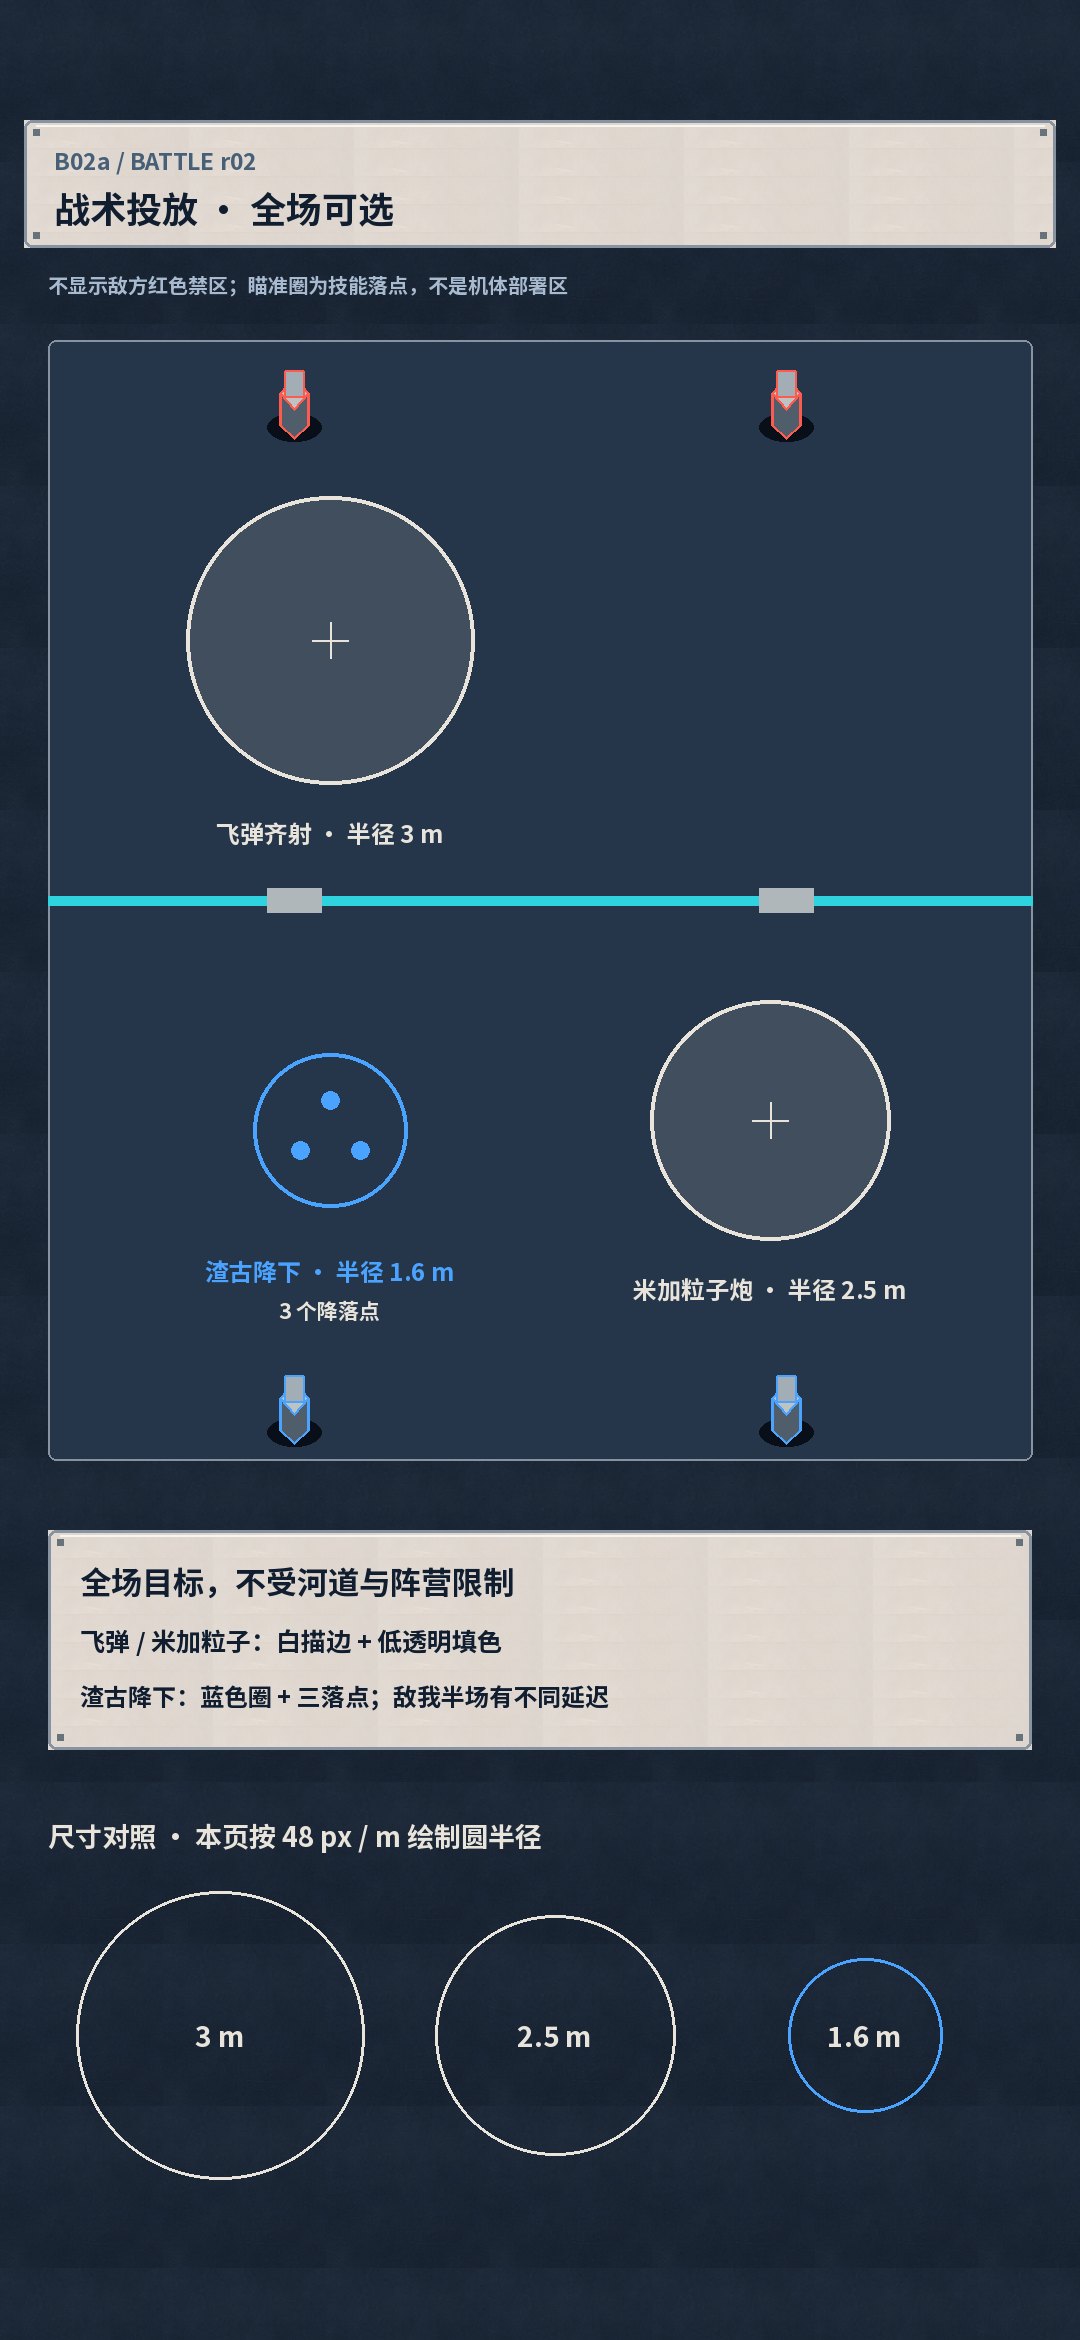 B02a / BATTLE r02
战术投放 · 全场可选
不显示敌方红色禁区；瞄准圈为技能落点，不是机体部署区
飞弹齐射 · 半径 3 m
渣古降下 · 半径 1.6 m
3 个降落点
米加粒子炮 · 半径 2.5 m
全场目标，不受河道与阵营限制
飞弹 / 米加粒子：白描边 + 低透明填色
渣古降下：蓝色圈 + 三落点；敌我半场有不同延迟
尺寸对照 · 本页按 48 px / m 绘制圆半径
3 m
2.5 m
1.6 m